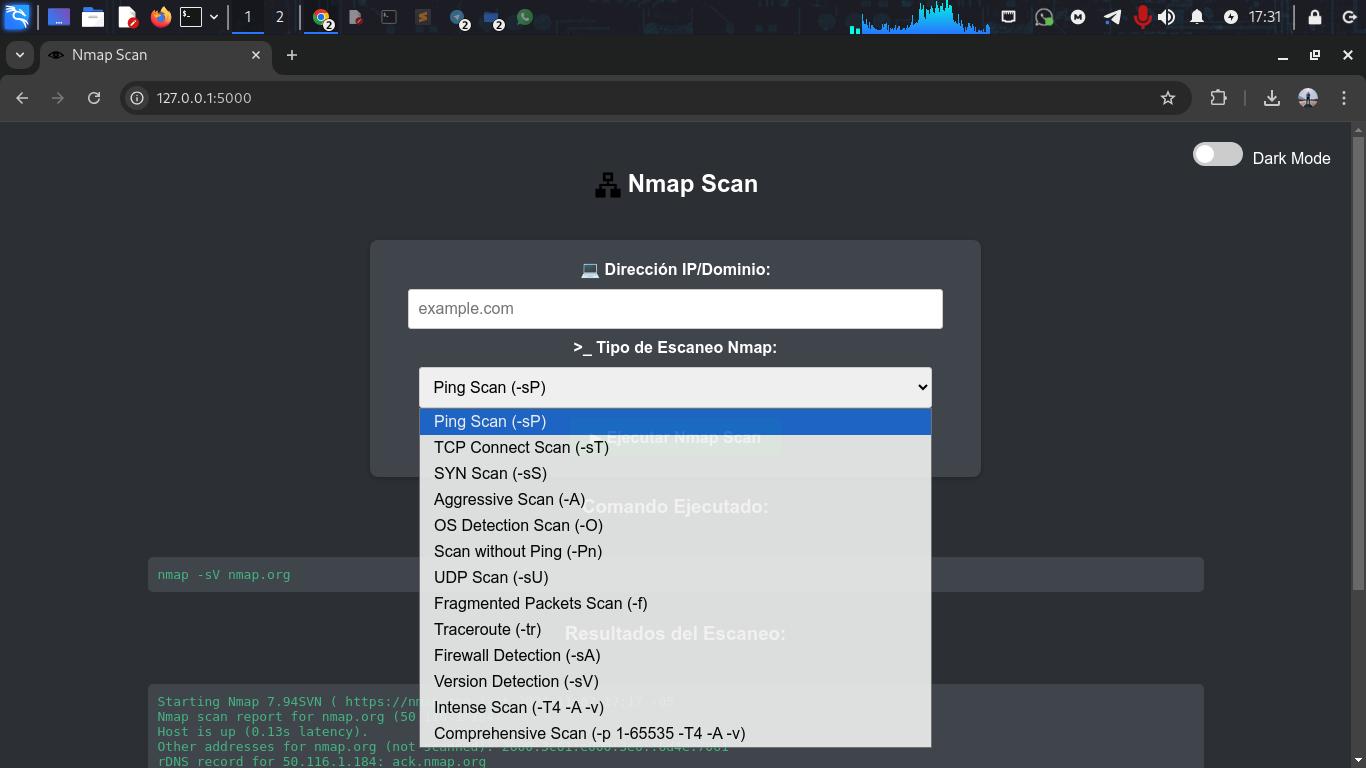 1 2
2
2
2
17:31
Nmap Scan
127.0.0.1:5000
Dark Mode
Nmap Scan
Dirección IP/Dominio:
example.com
>_ Tipo de Escaneo Nmap:
Ping Scan (-sP)
Ping Scan (-sP)
Ejecutar Nmap Scan
TCP Connect Scan (-sT)
SYN Scan (-sS)
Aggressive Scan (-A)
Comando Ejecutado:
OS Detection Scan (-O)
Scan without Ping (-Pn)
nmap -sV nmap.org
UDP Scan (-sU)
Fragmented Packets Scan (-f)
Traceroute (-tr)
Resultados del Escaneo:
Firewall Detection (-sA)
Version Detection (-sV)
Intense Scan (-T4 -A -v)
Comprehensive Scan (-p 1-65535 -T4 -A -v)
Starting Nmap 7.94SVN ( https://
Nmap scan report for nmap.org (50
Host is up (0.13s latency).
Other addresses for nmap.org (not scanned):
rDNS record for 50.116.1.184: ack.nmap.org